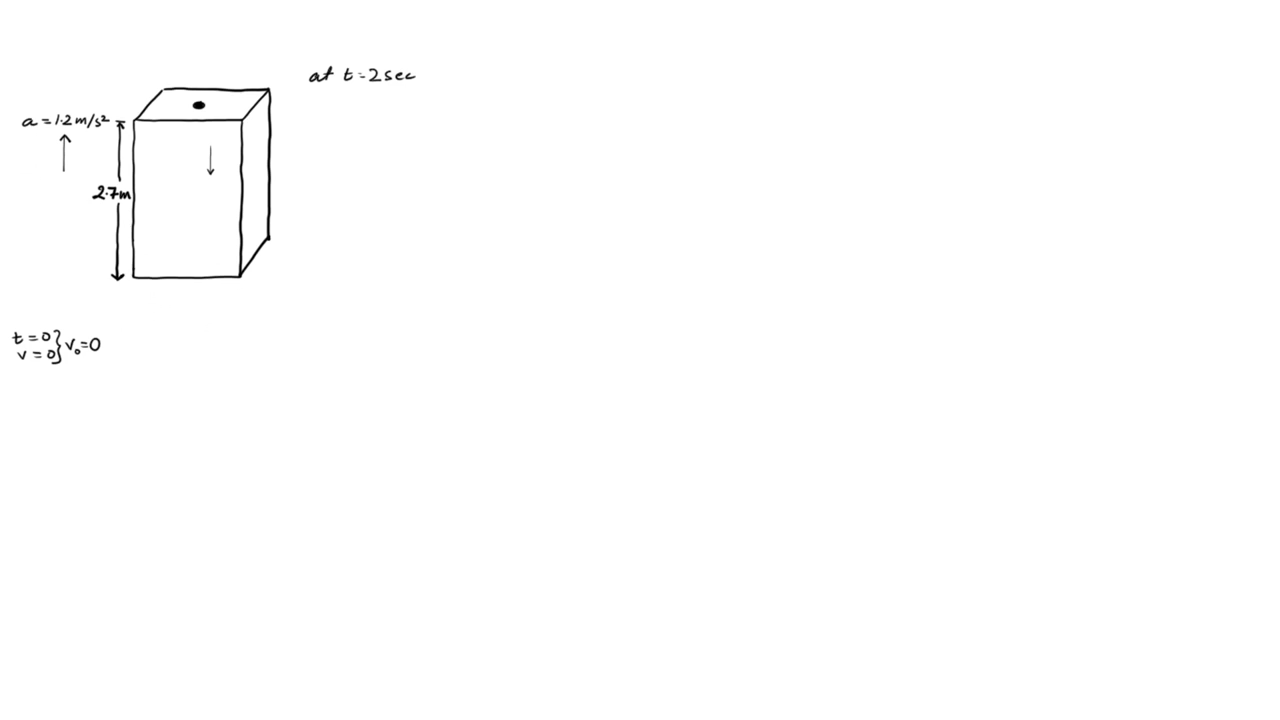 at t=2sec
a=1.2m/s²
2.7m
t=0
v=0 } v₀=0